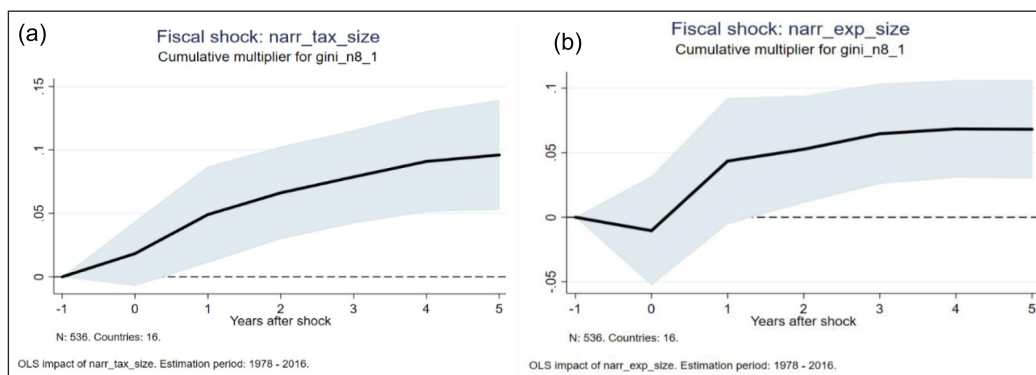 (a)
Fiscal shock: narr_tax_size
Cumulative multiplier for gini_n8_1
.15
.1
.05
0
-1 0 1 2 3 4 5
Years after shock
N: 536. Countries: 16.
OLS impact of narr_tax_size. Estimation period: 1978 - 2016.
(b)
Fiscal shock: narr_exp_size
Cumulative multiplier for gini_n8_1
.1
.05
0
-.05
-1 0 1 2 3 4 5
Years after shock
N: 536. Countries: 16.
OLS impact of narr_exp_size. Estimation period: 1978 - 2016.